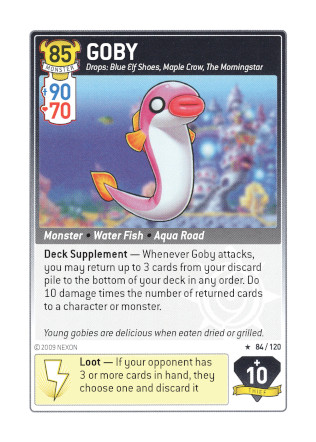 85
MONSTER
GOBY
Drops: Blue Elf Shoes, Maple Crow, The Morningstar
90
70
Monster • Water Fish • Aqua Road
Deck Supplement — Whenever Goby attacks,
you may return up to 3 cards from your discard
pile to the bottom of your deck in any order. Do
10 damage times the number of returned cards
to a character or monster.
Young gobies are delicious when eaten dried or grilled.
© 2009 NEXON
★ 84/120
Loot — If your opponent has
3 or more cards in hand, they
choose one and discard it
+
10
THIEF